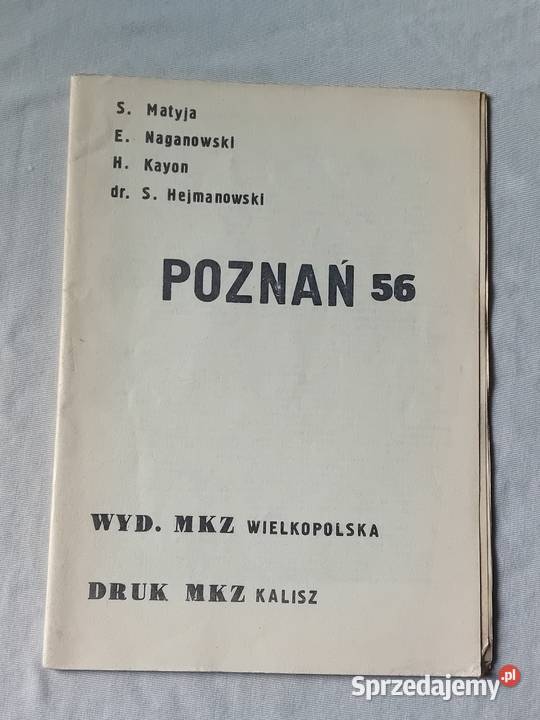 S. Matyja
E. Naganowski
H. Kayon
dr. S. Hejmanowski
POZNAŃ 56
WYD. MKZ WIELKOPOLSKA
DRUK MKZ KALISZ
Sprzedajemy.pl